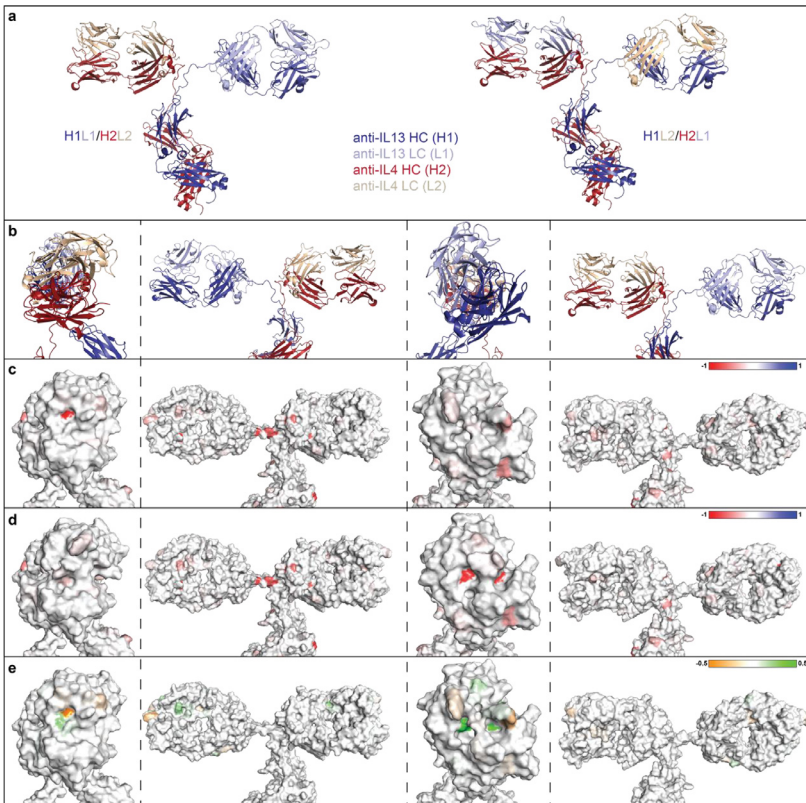 a
H1L1/H2L2
anti-IL13 HC (H1)
anti-IL13 LC (L1)
anti-IL4 HC (H2)
anti-IL4 LC (L2)
H1L2/H2L1
b
c
-1 1
d
-1 1
e
-0.5 0.5